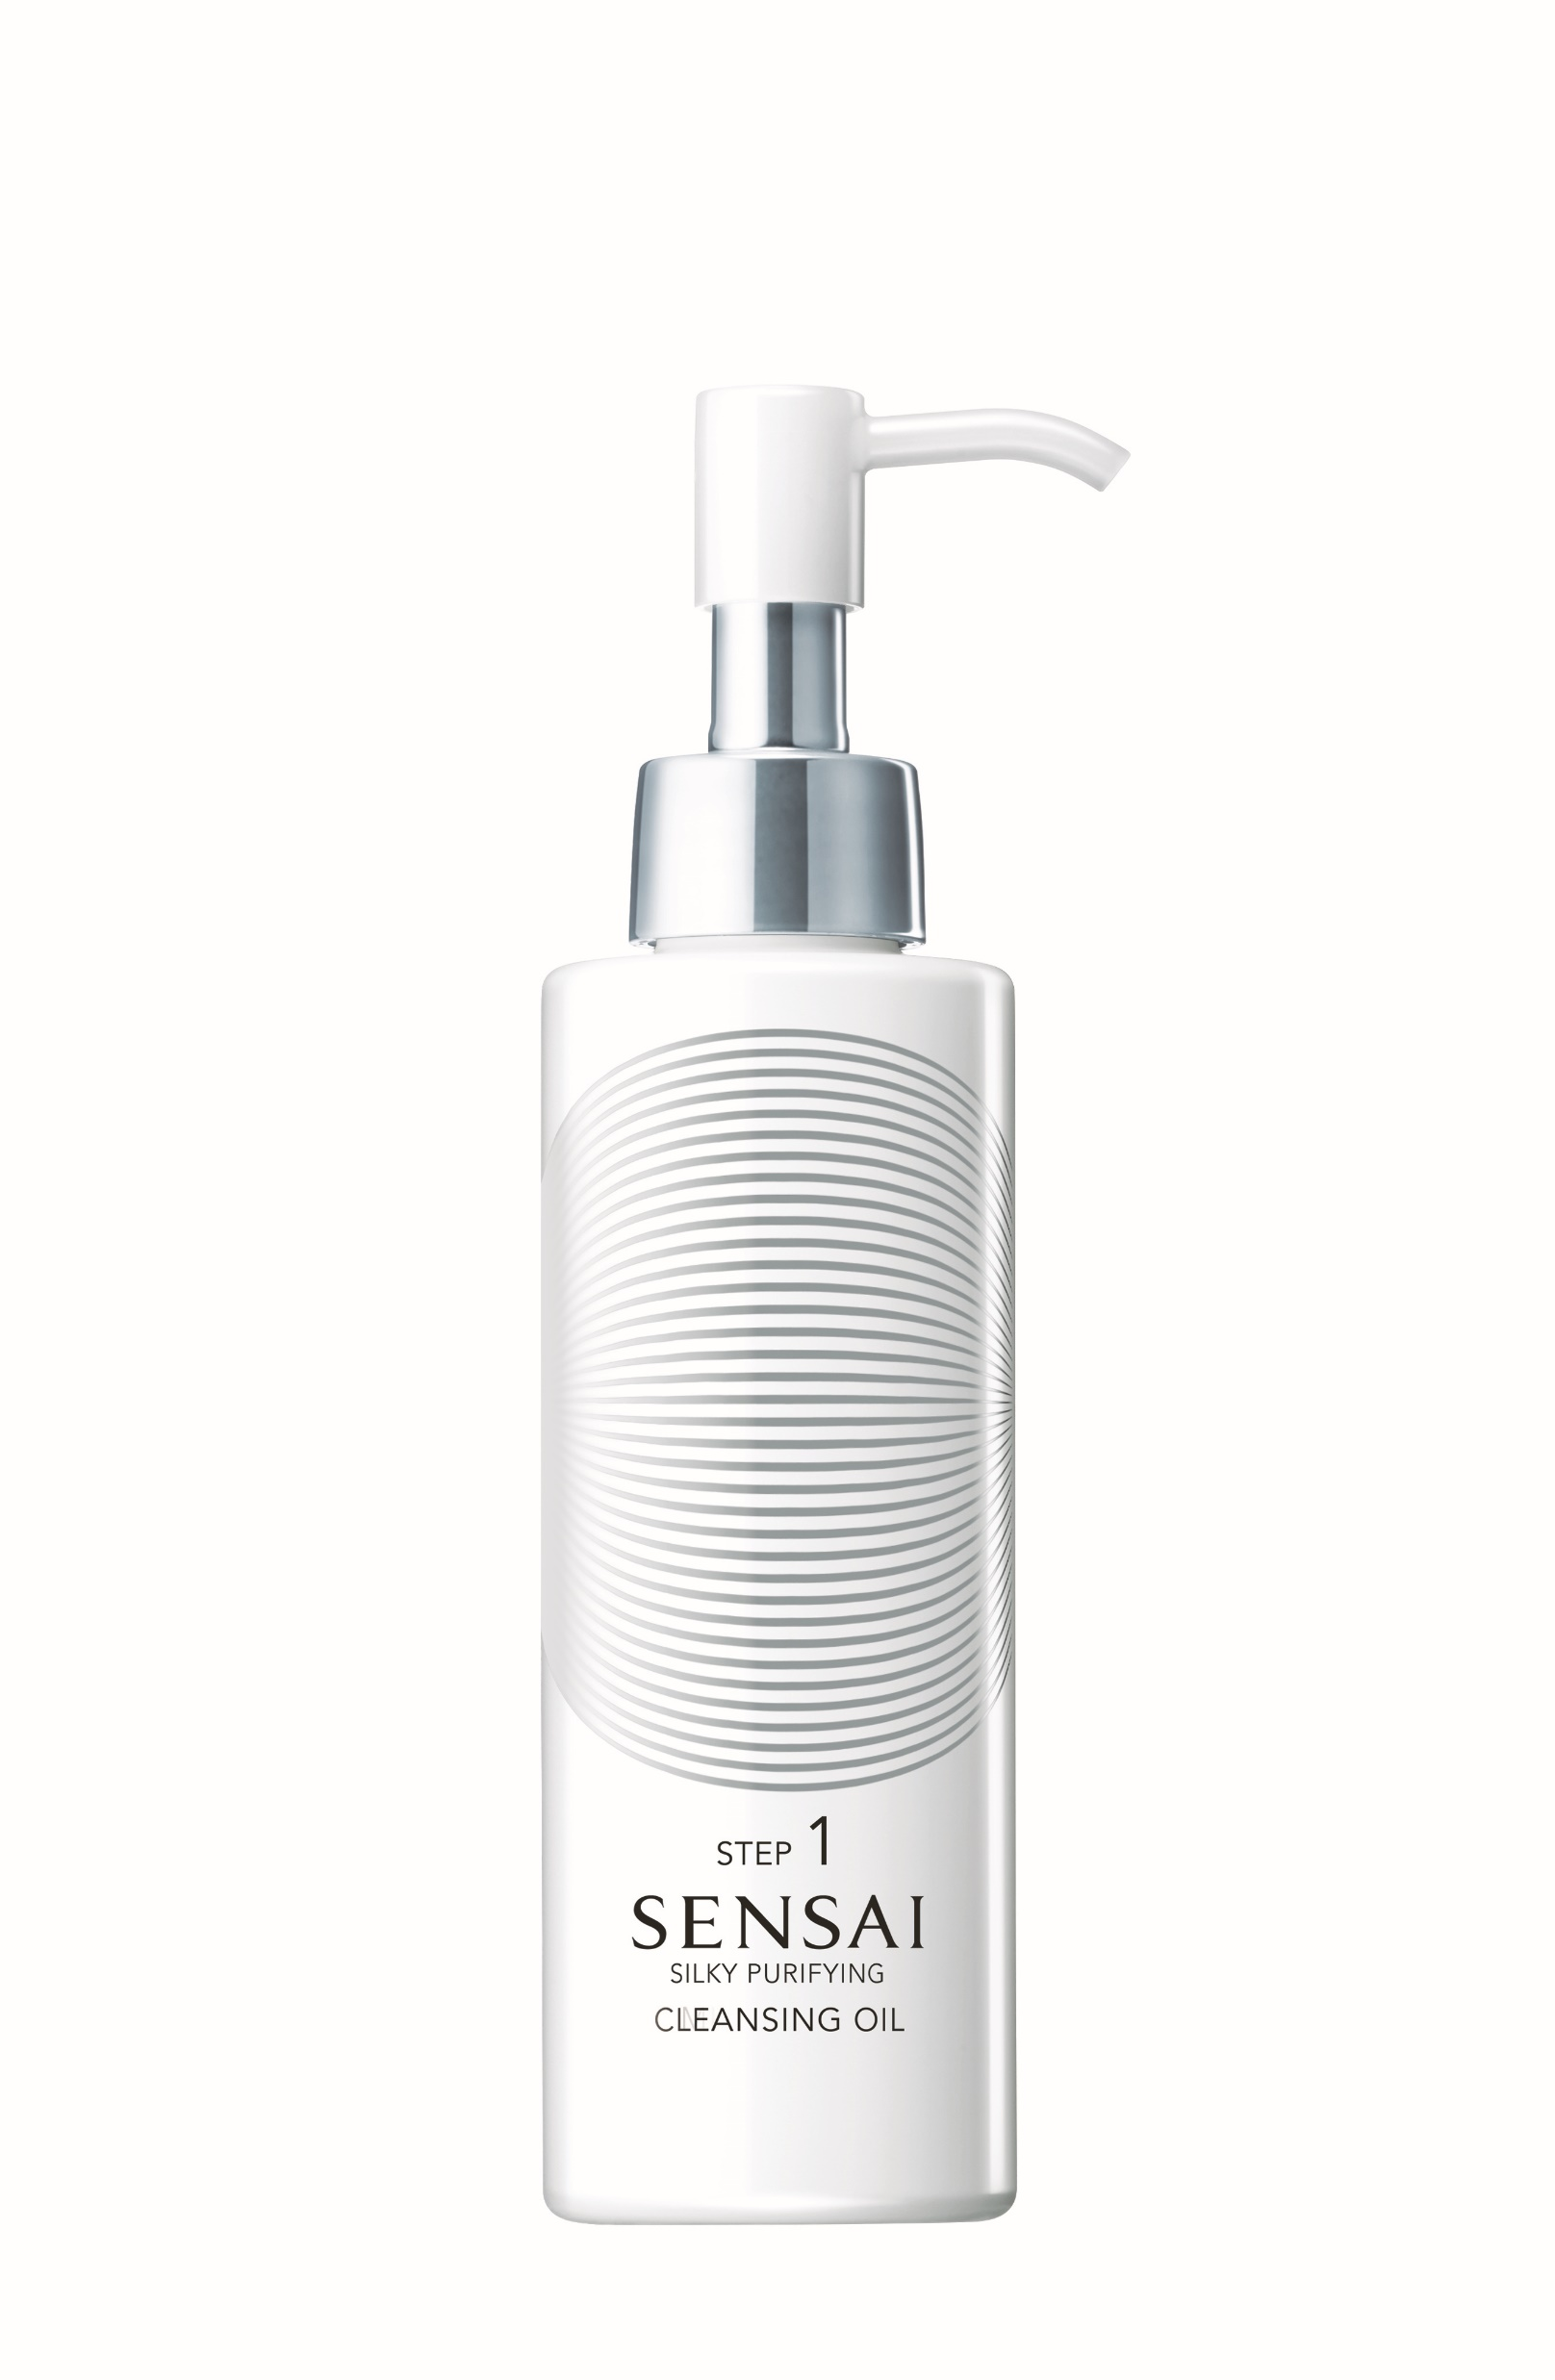 STEP 1
SENSAI
SILKY PURIFYING
CLEANSING OIL